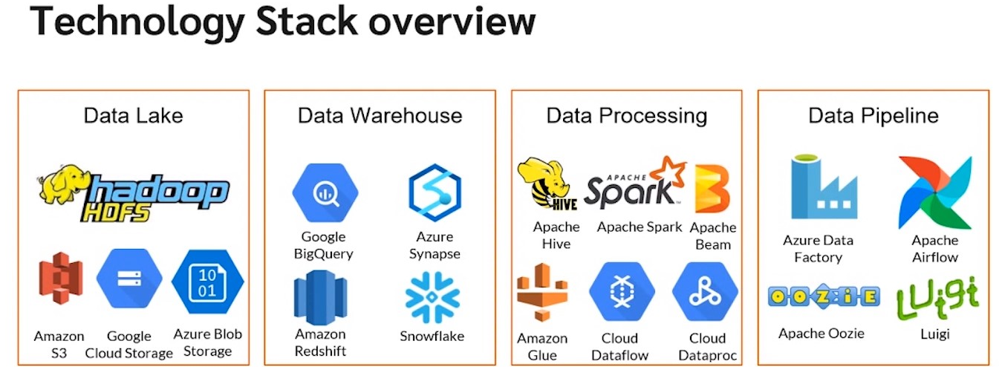 Technology Stack overview
Data Lake
hadoop
HDFS
10
01
Amazon
S3
Google
Cloud Storage
Azure Blob
Storage
Data Warehouse
Google
BigQuery
Azure
Synapse
Amazon
Redshift
Snowflake
Data Processing
HIVE
APACHE
Spark™
Apache
Hive
Apache Spark
Apache
Beam
Amazon
Glue
Cloud
Dataflow
Cloud
Dataproc
Data Pipeline
Azure Data
Factory
Apache
Airflow
OOZIE
Luigi
Apache Oozie
Luigi